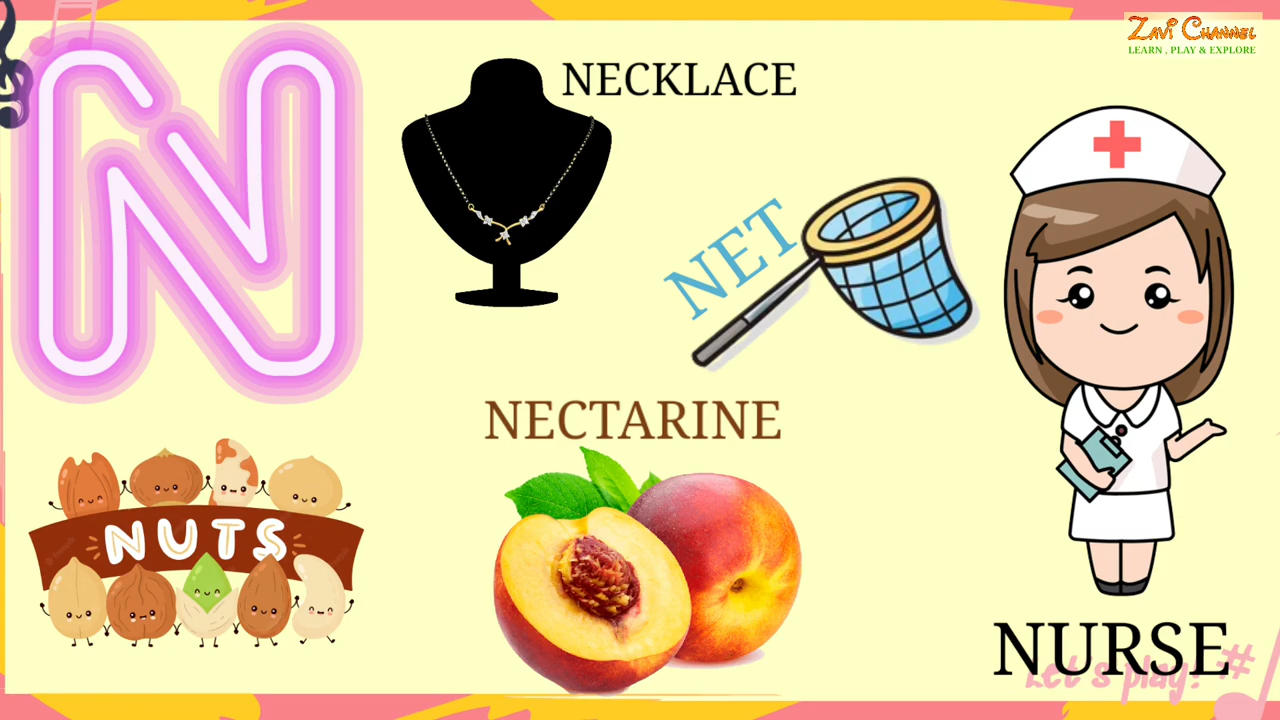 ZAVI CHANNEL
LEARN , PLAY & EXPLORE
N
NECKLACE
NET
NECTARINE
NUTS
NURSE
Let's play! #